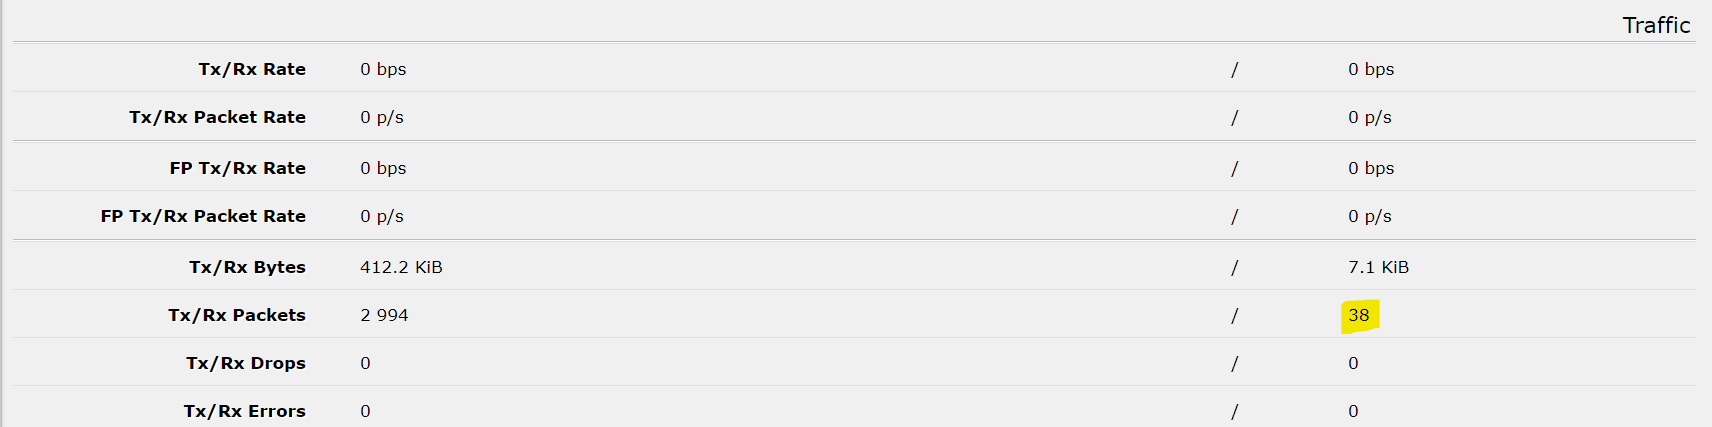 Traffic
Tx/Rx Rate 0 bps / 0 bps
Tx/Rx Packet Rate 0 p/s / 0 p/s
FP Tx/Rx Rate 0 bps / 0 bps
FP Tx/Rx Packet Rate 0 p/s / 0 p/s
Tx/Rx Bytes 412.2 KiB / 7.1 KiB
Tx/Rx Packets 2 994 / 38
Tx/Rx Drops 0 / 0
Tx/Rx Errors 0 / 0